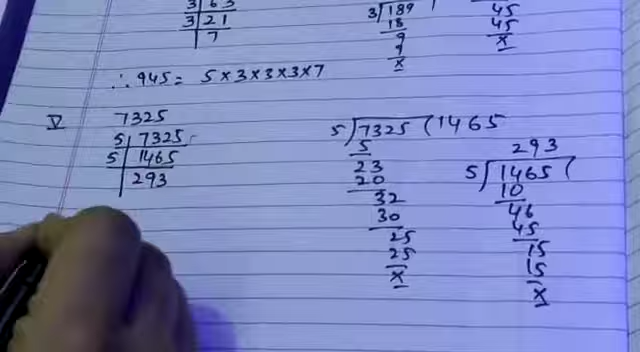 3 | 63
3 | 21
7
3 ) 189
18
9
9
x
45
45
x
∴ 945 = 5 × 3 × 3 × 3 × 7
V 7325
5 | 7325
5 | 1465
293
5 ) 7325 ( 1465
5
23
20
32
30
25
25
x
293
5 ) 1465 (
10
46
45
15
15
x